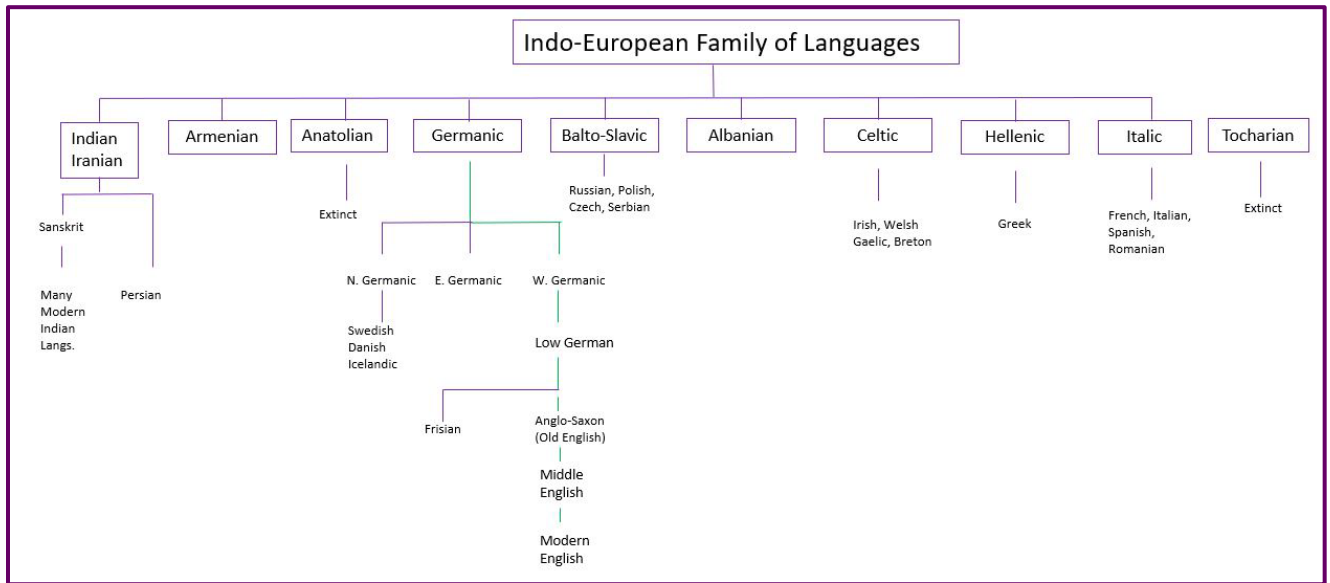 Indo-European Family of Languages
Indian
Iranian
Armenian
Anatolian
Germanic
Balto-Slavic
Albanian
Celtic
Hellenic
Italic
Tocharian
Sanskrit
Many
Modern
Indian
Langs.
Persian
Extinct
N. Germanic
Swedish
Danish
Icelandic
E. Germanic
W. Germanic
Low German
Frisian
Anglo-Saxon
(Old English)
Middle
English
Modern
English
Russian, Polish,
Czech, Serbian
Irish, Welsh
Gaelic, Breton
Greek
French, Italian,
Spanish,
Romanian
Extinct